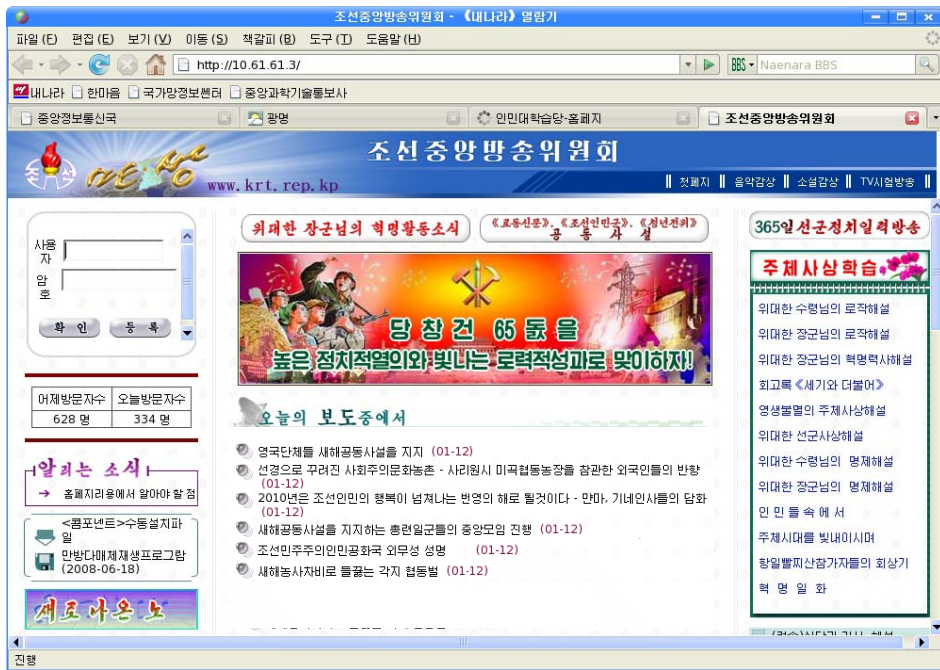 조선중앙방송위원회 - 《내나라》 열람기
파일(F) 편집(E) 보기(V) 이동(S) 책갈피(B) 도구(T) 도움말(H)
http://10.61.61.3/
BBS
Naenara BBS
내나라 한마음 국가망정보쎈터 중앙과학기술통보사
중앙정보통신국
광명
인민대학습당-홈페지
조선중앙방송위원회
조선
조선중앙방송위원회
www.krt.rep.kp
첫페지 음악감상 소설감상 TV시험방송
사용자
암호
확 인 등 록
어제방문자수 오늘방문자수
628 명 334 명
알리는 소식
홈페지리용에서 알아야 할 점
<콤포넨트>수동설치파일
만방다매체재생프로그람
(2008-06-18)
새로나온 노
위대한 장군님의 혁명활동소식
《로동신문》, 《조선인민군》, 《청년전위》
공 동 사 설
당 창 건 65 돐 을
높은 정치적열의와 빛나는 로력적성과로 맞이하자!
오늘의 보도중에서
영국단체들 새해공동사설을 지지 (01-12)
선경으로 꾸려진 사회주의문화농촌 - 사리원시 미곡협동농장을 참관한 외국인들의 반향
(01-12)
2010년은 조선인민의 행복이 넘쳐나는 번영의 해로 될것이다 - 먄마, 기네인사들의 담화
(01-12)
새해공동사설을 지지하는 총련일군들의 중앙모임 진행 (01-12)
조선민주주의인민공화국 외무성 성명 (01-12)
새해농사차비로 들끓는 각지 협동벌 (01-12)
365일선군정치일력방송
주체사상학습
위대한 수령님의 로작해설
위대한 장군님의 로작해설
위대한 장군님의 혁명력사해설
회고록《세기와 더불어》
영생불멸의 주체사상해설
위대한 선군사상해설
위대한 수령님의 명제해설
위대한 장군님의 명제해설
인 민 들 속 에 서
주체시대를 빛내이시며
항일빨찌산참가자들의 회상기
혁 명 일 화
진행